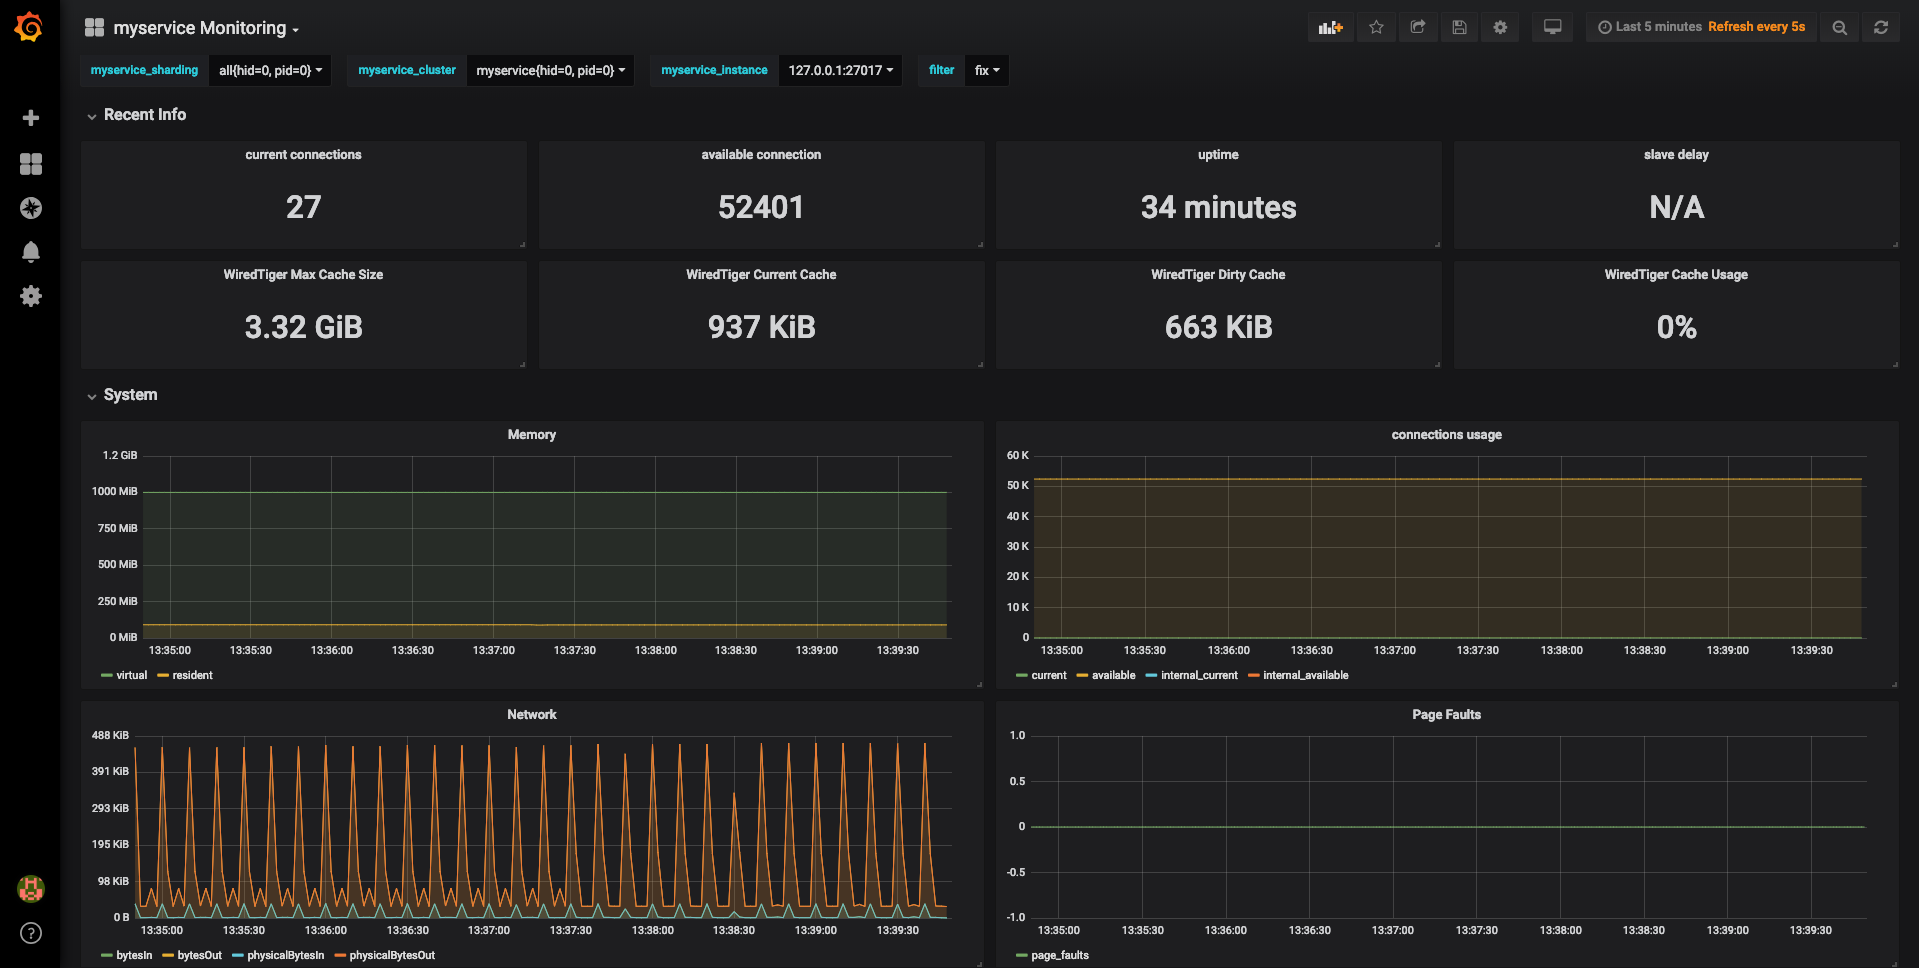 myservice Monitoring
Last 5 minutes Refresh every 5s
myservice_sharding all{hid=0, pid=0} myservice_cluster myservice{hid=0, pid=0} myservice_instance 127.0.0.1:27017 filter fix
Recent Info
current connections
27
available connection
52401
uptime
34 minutes
slave delay
N/A
WiredTiger Max Cache Size
3.32 GiB
WiredTiger Current Cache
937 KiB
WiredTiger Dirty Cache
663 KiB
WiredTiger Cache Usage
0%
System
Memory
1.2 GiB
1000 MiB
750 MiB
500 MiB
250 MiB
0 MiB
13:35:00 13:35:30 13:36:00 13:36:30 13:37:00 13:37:30 13:38:00 13:38:30 13:39:00 13:39:30
virtual resident
connections usage
60 K
50 K
40 K
30 K
20 K
10 K
0
13:35:00 13:35:30 13:36:00 13:36:30 13:37:00 13:37:30 13:38:00 13:38:30 13:39:00 13:39:30
current available internal_current internal_available
Network
488 KiB
391 KiB
293 KiB
195 KiB
98 KiB
0 B
13:35:00 13:35:30 13:36:00 13:36:30 13:37:00 13:37:30 13:38:00 13:38:30 13:39:00 13:39:30
bytesIn bytesOut physicalBytesIn physicalBytesOut
Page Faults
1.0
0.5
0
-0.5
-1.0
13:35:00 13:35:30 13:36:00 13:36:30 13:37:00 13:37:30 13:38:00 13:38:30 13:39:00 13:39:30
page_faults